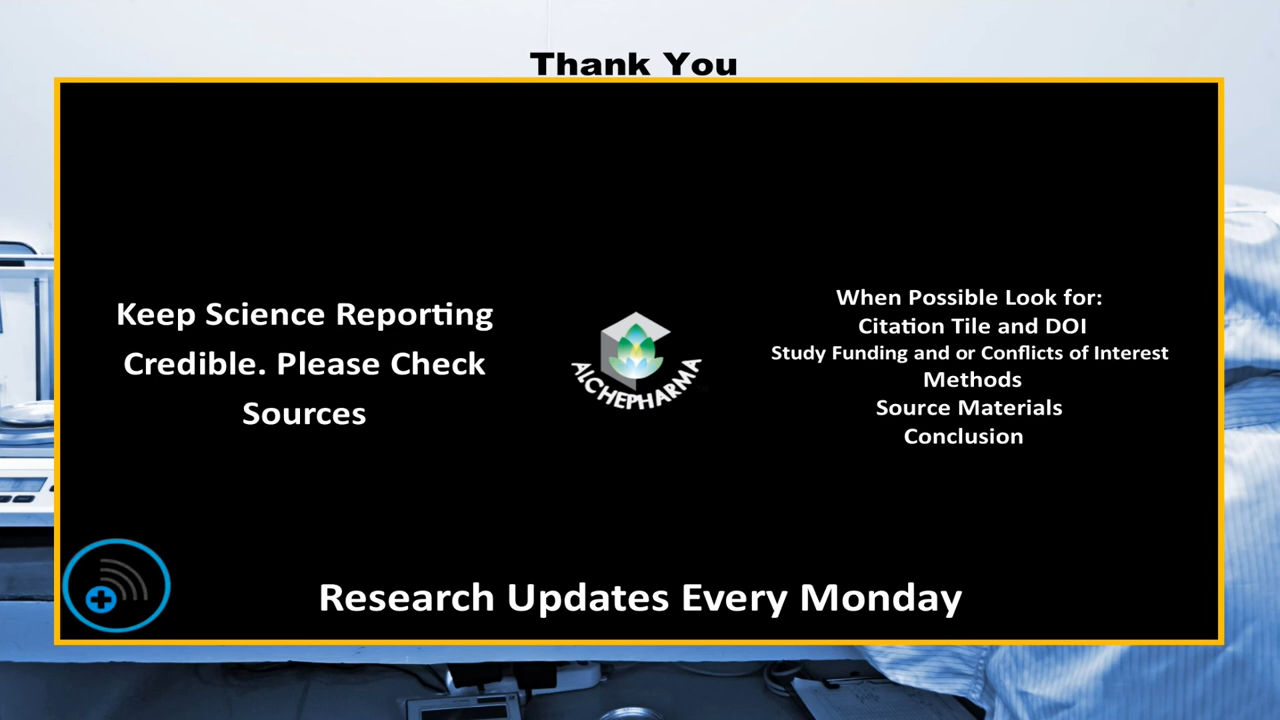 Thank You
Keep Science Reporting
Credible. Please Check
Sources
ALCHEPHARMA
When Possible Look for:
Citation Tile and DOI
Study Funding and or Conflicts of Interest
Methods
Source Materials
Conclusion
Research Updates Every Monday